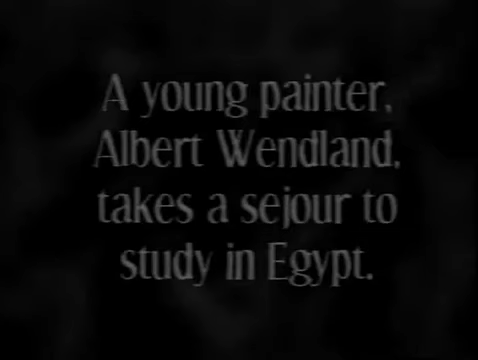 A young painter,
Albert Wendland,
takes a sejour to
study in Egypt.